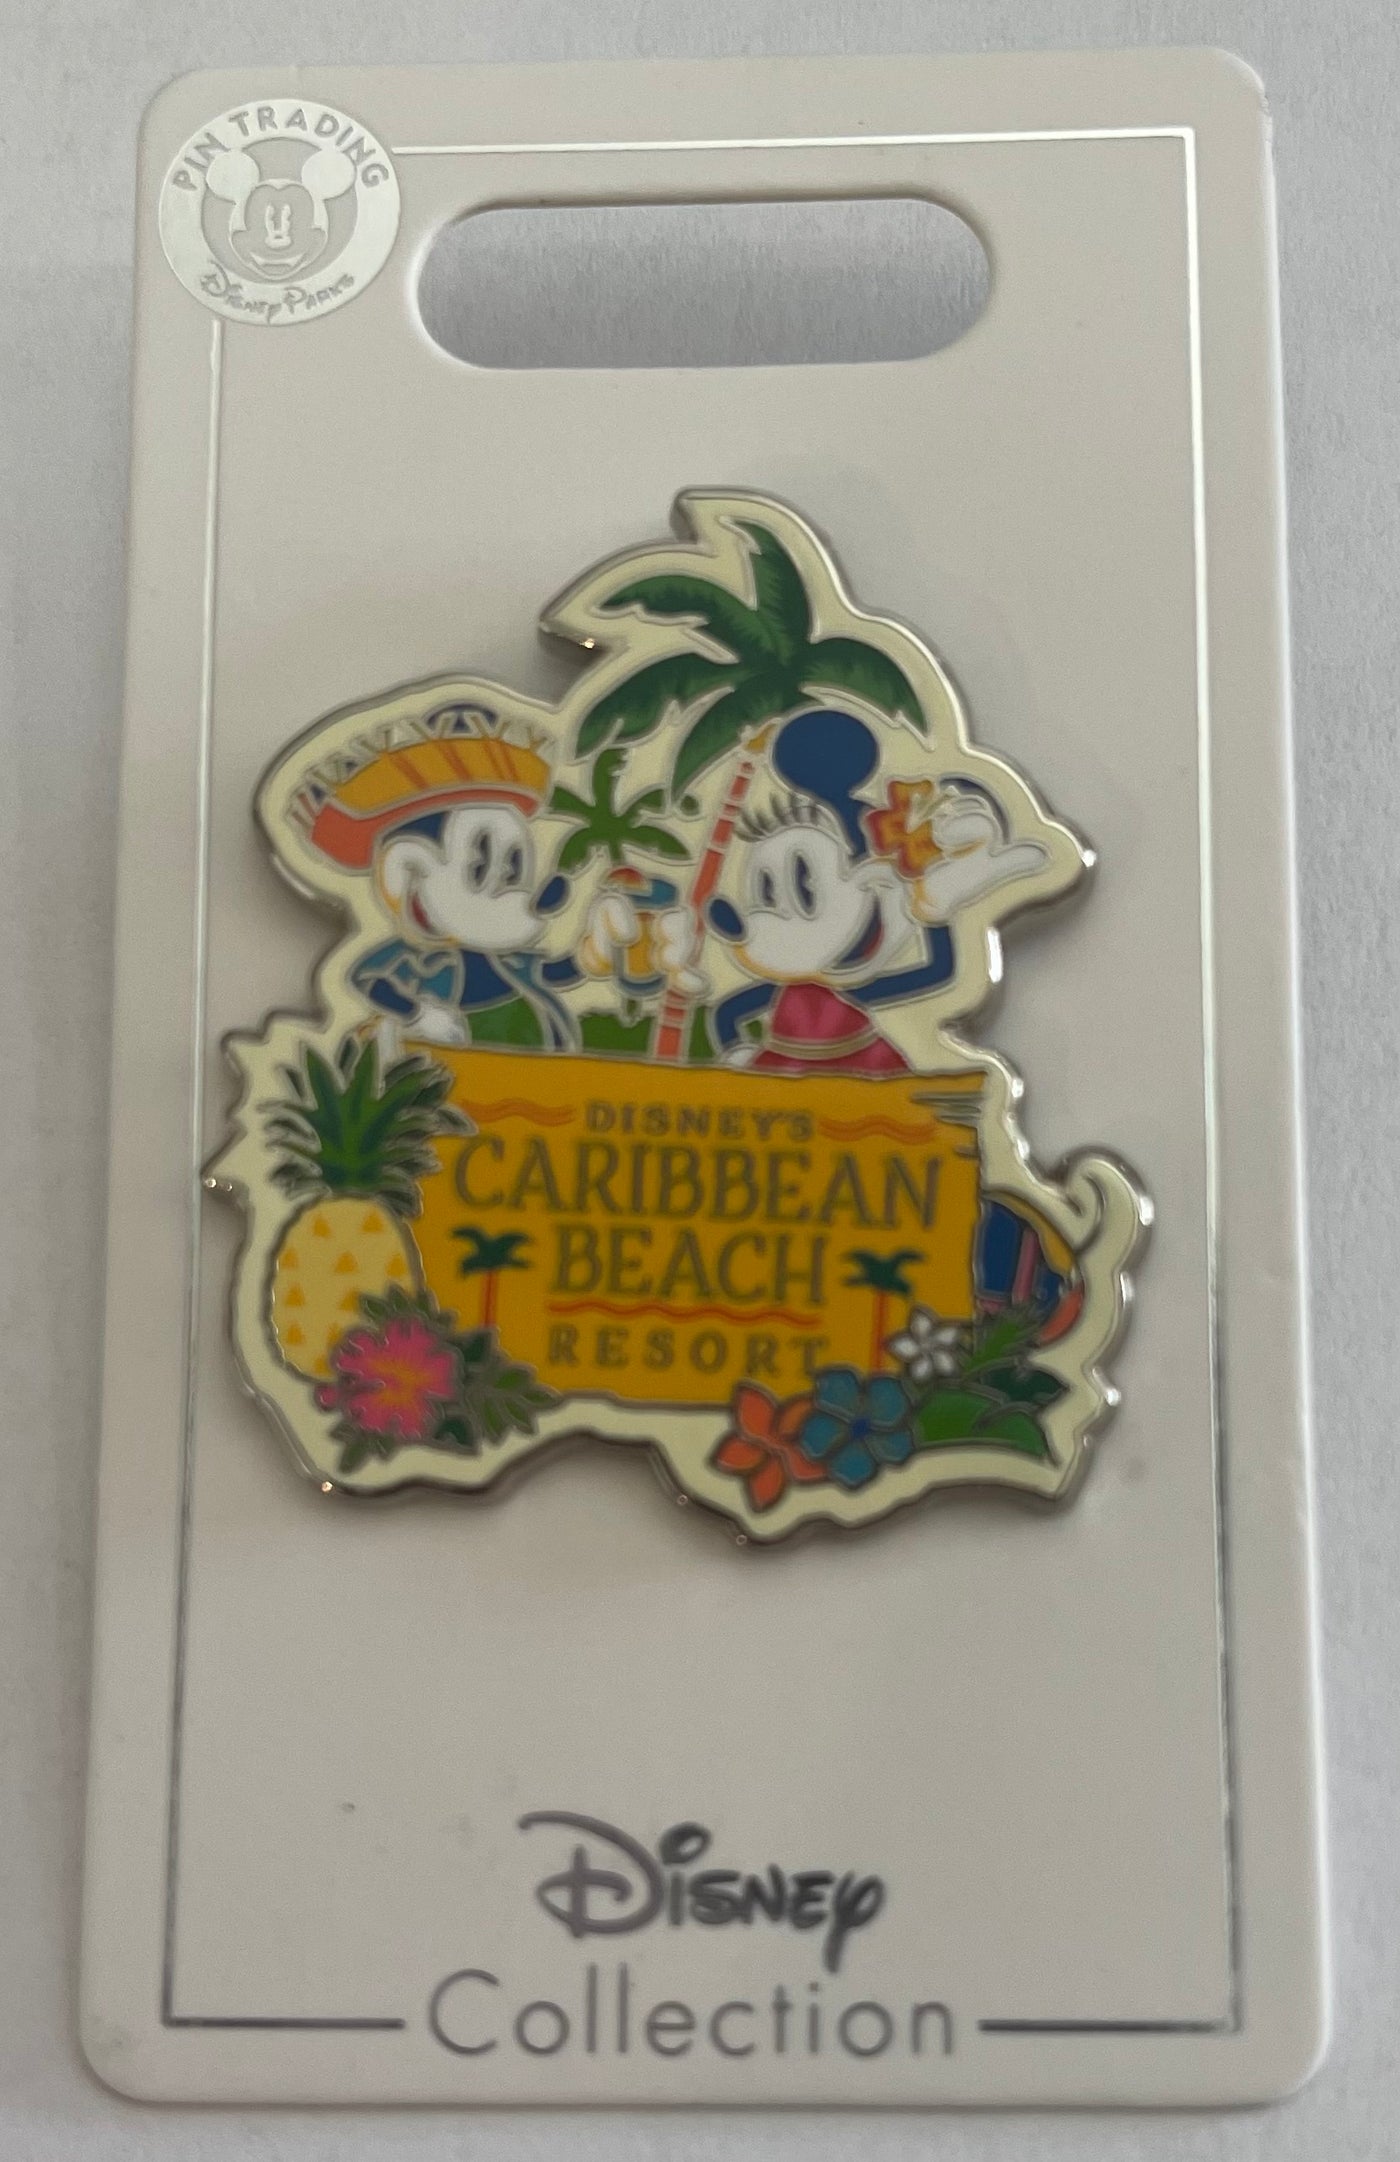 PIN TRADING
Disney Parks
DISNEY'S
CARIBBEAN
BEACH
RESORT
Disney
Collection